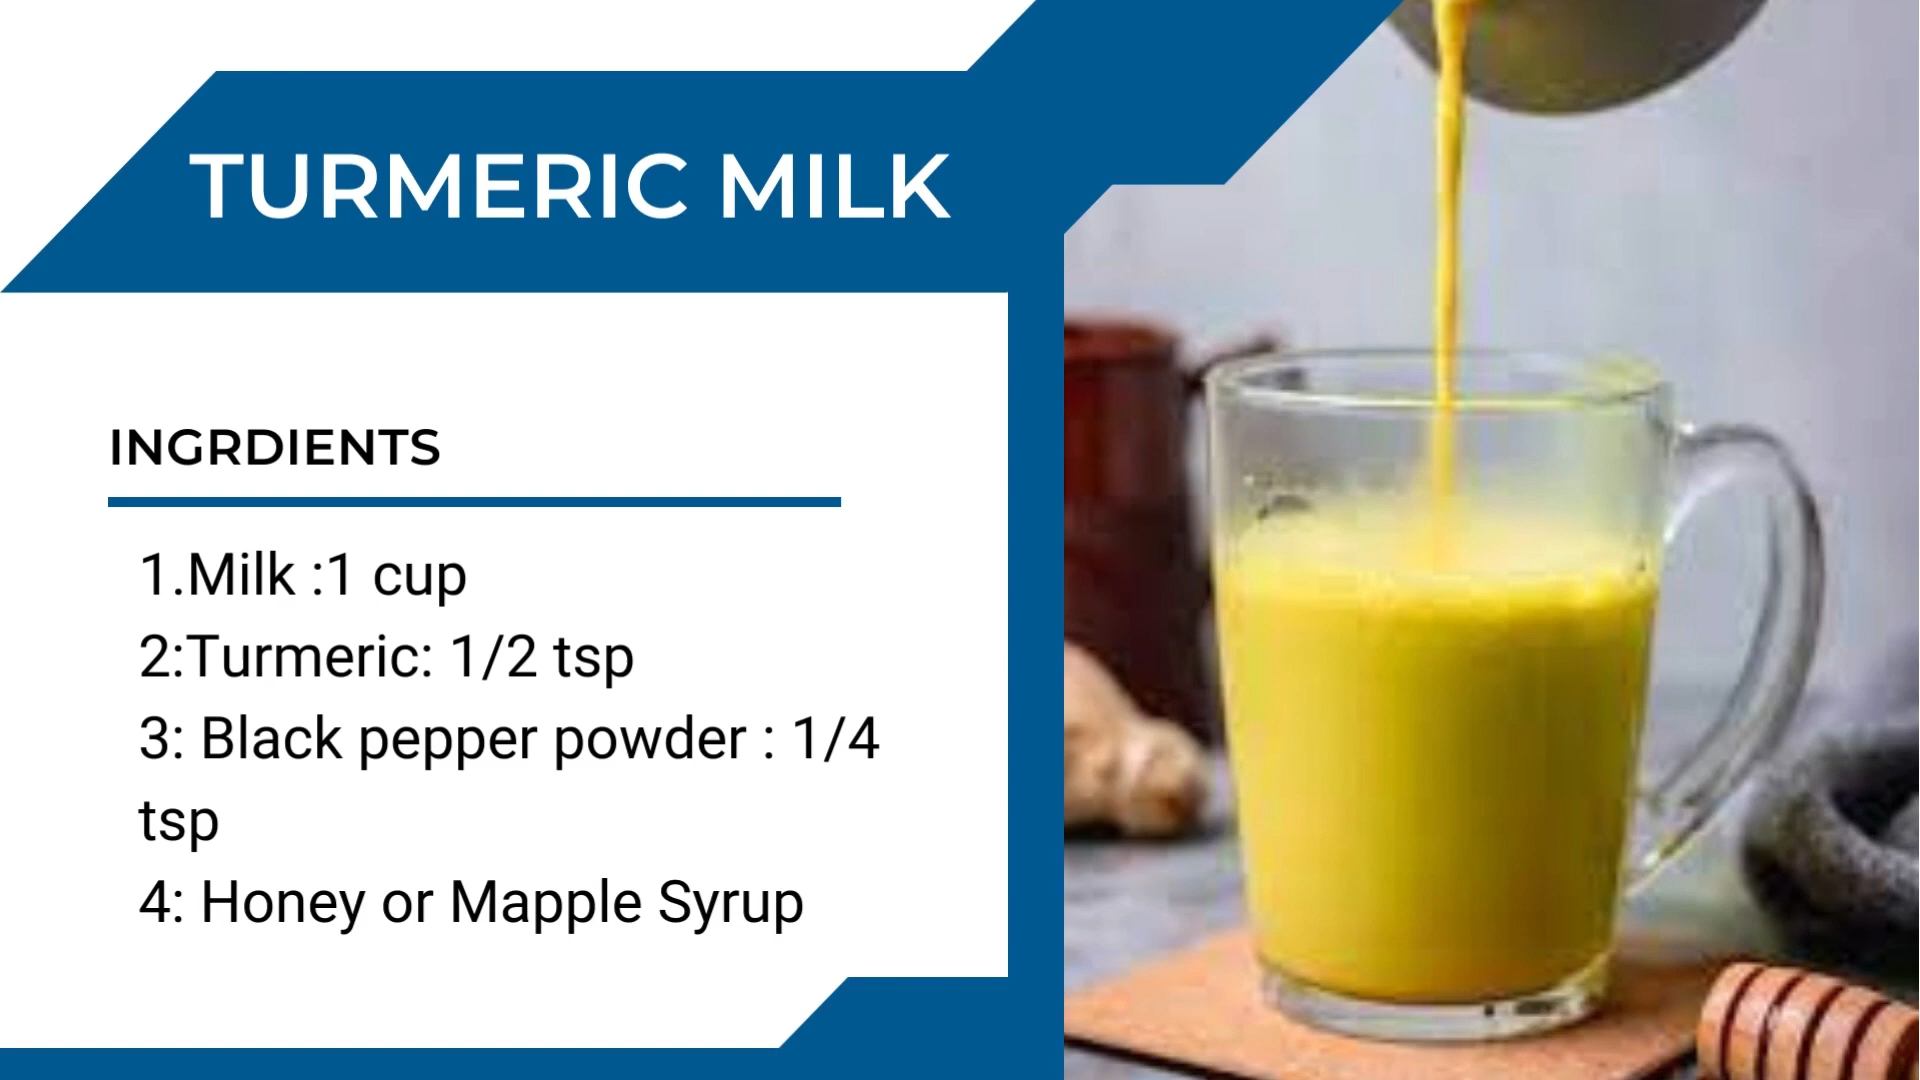 TURMERIC MILK
INGRDIENTS
1.Milk :1 cup
2:Turmeric: 1/2 tsp
3: Black pepper powder : 1/4
tsp
4: Honey or Mapple Syrup